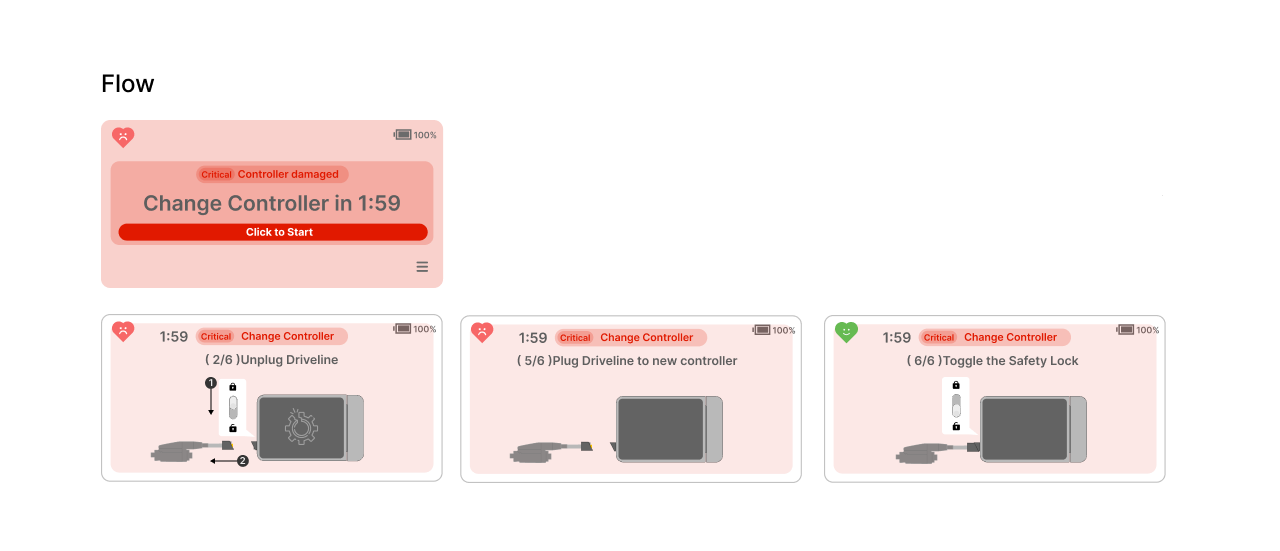 Flow
100%
Critical Controller damaged
Change Controller in 1:59
Click to Start
1:59 Critical Change Controller 100%
( 2/6 )Unplug Driveline
1
2
1:59 Critical Change Controller 100%
( 5/6 )Plug Driveline to new controller
1:59 Critical Change Controller 100%
( 6/6 )Toggle the Safety Lock